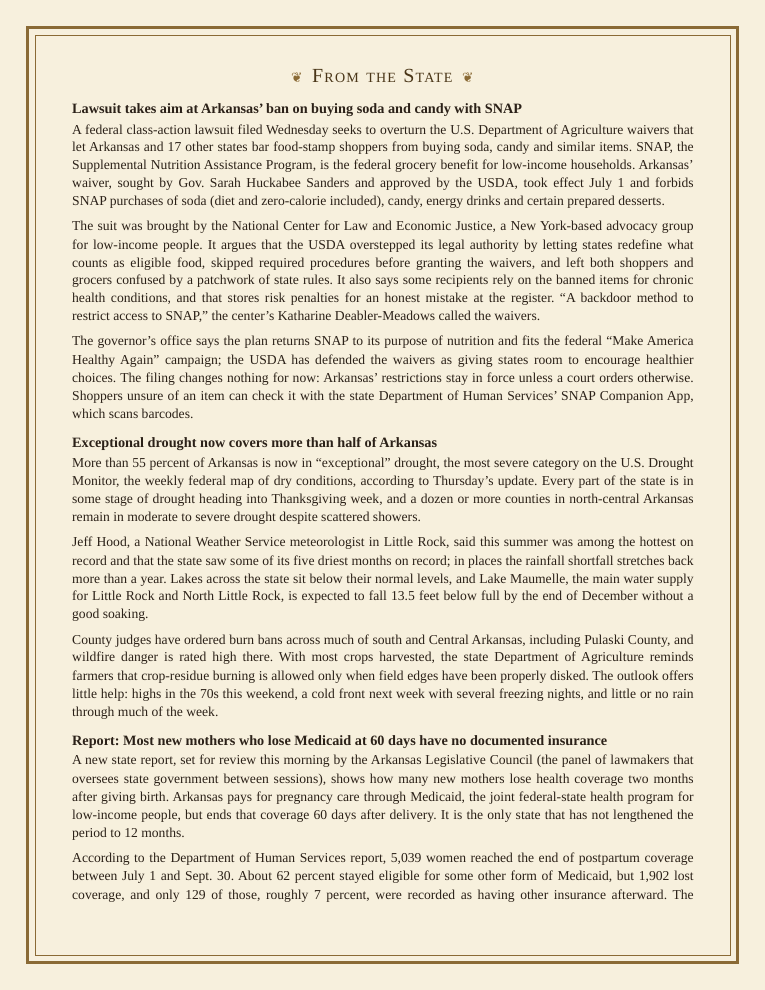 ❦ From the State ❦
Lawsuit takes aim at Arkansas’ ban on buying soda and candy with SNAP
A federal class-action lawsuit filed Wednesday seeks to overturn the U.S. Department of Agriculture waivers that
let Arkansas and 17 other states bar food-stamp shoppers from buying soda, candy and similar items. SNAP, the
Supplemental Nutrition Assistance Program, is the federal grocery benefit for low-income households. Arkansas’
waiver, sought by Gov. Sarah Huckabee Sanders and approved by the USDA, took effect July 1 and forbids
SNAP purchases of soda (diet and zero-calorie included), candy, energy drinks and certain prepared desserts.
The suit was brought by the National Center for Law and Economic Justice, a New York-based advocacy group
for low-income people. It argues that the USDA overstepped its legal authority by letting states redefine what
counts as eligible food, skipped required procedures before granting the waivers, and left both shoppers and
grocers confused by a patchwork of state rules. It also says some recipients rely on the banned items for chronic
health conditions, and that stores risk penalties for an honest mistake at the register. “A backdoor method to
restrict access to SNAP,” the center’s Katharine Deabler-Meadows called the waivers.
The governor’s office says the plan returns SNAP to its purpose of nutrition and fits the federal “Make America
Healthy Again” campaign; the USDA has defended the waivers as giving states room to encourage healthier
choices. The filing changes nothing for now: Arkansas’ restrictions stay in force unless a court orders otherwise.
Shoppers unsure of an item can check it with the state Department of Human Services’ SNAP Companion App,
which scans barcodes.
Exceptional drought now covers more than half of Arkansas
More than 55 percent of Arkansas is now in “exceptional” drought, the most severe category on the U.S. Drought
Monitor, the weekly federal map of dry conditions, according to Thursday’s update. Every part of the state is in
some stage of drought heading into Thanksgiving week, and a dozen or more counties in north-central Arkansas
remain in moderate to severe drought despite scattered showers.
Jeff Hood, a National Weather Service meteorologist in Little Rock, said this summer was among the hottest on
record and that the state saw some of its five driest months on record; in places the rainfall shortfall stretches back
more than a year. Lakes across the state sit below their normal levels, and Lake Maumelle, the main water supply
for Little Rock and North Little Rock, is expected to fall 13.5 feet below full by the end of December without a
good soaking.
County judges have ordered burn bans across much of south and Central Arkansas, including Pulaski County, and
wildfire danger is rated high there. With most crops harvested, the state Department of Agriculture reminds
farmers that crop-residue burning is allowed only when field edges have been properly disked. The outlook offers
little help: highs in the 70s this weekend, a cold front next week with several freezing nights, and little or no rain
through much of the week.
Report: Most new mothers who lose Medicaid at 60 days have no documented insurance
A new state report, set for review this morning by the Arkansas Legislative Council (the panel of lawmakers that
oversees state government between sessions), shows how many new mothers lose health coverage two months
after giving birth. Arkansas pays for pregnancy care through Medicaid, the joint federal-state health program for
low-income people, but ends that coverage 60 days after delivery. It is the only state that has not lengthened the
period to 12 months.
According to the Department of Human Services report, 5,039 women reached the end of postpartum coverage
between July 1 and Sept. 30. About 62 percent stayed eligible for some other form of Medicaid, but 1,902 lost
coverage, and only 129 of those, roughly 7 percent, were recorded as having other insurance afterward. The